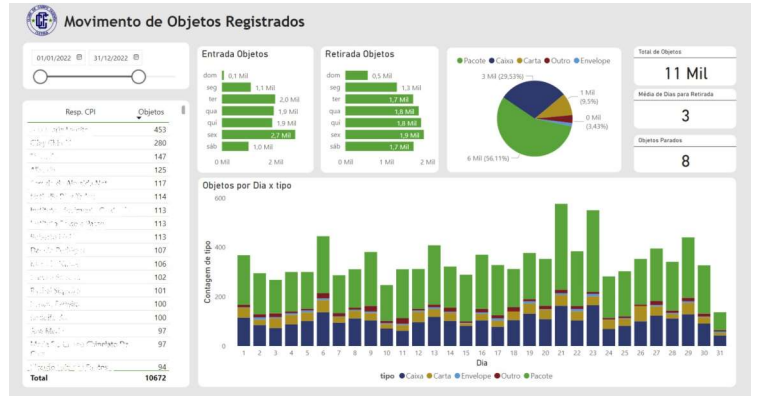 Movimento de Objetos Registrados
01/01/2022 31/12/2022
Resp. CPI Objetos
453
280
147
125
117
114
113
113
113
107
106
102
101
100
100
97
97
94
Total 10672
Entrada Objetos
dom 0,1 Mil
seg 1,1 Mil
ter 2,0 Mil
qua 1,9 Mil
qui 1,9 Mil
sex 2,7 Mil
sáb 1,0 Mil
0 Mil 2 Mil
Retirada Objetos
dom 0,5 Mil
seg 1,3 Mil
ter 1,7 Mil
qua 1,8 Mil
qui 1,8 Mil
sex 1,9 Mil
sáb 1,7 Mil
0 Mil 1 Mil 2 Mil
Pacote Caixa Carta Outro Envelope
3 Mil (29,53%)
1 Mil
(9,5%)
0 Mil
(3,43%)
6 Mil (56,11%)
Total de Objetos
11 Mil
Média de Dias para Retirada
3
Objetos Parados
8
Objetos por Dia x tipo
Contagem de tipo
600
400
200
0
1 2 3 4 5 6 7 8 9 10 11 12 13 14 15 16 17 18 19 20 21 22 23 24 25 26 27 28 29 30 31
Dia
tipo Caixa Carta Envelope Outro Pacote